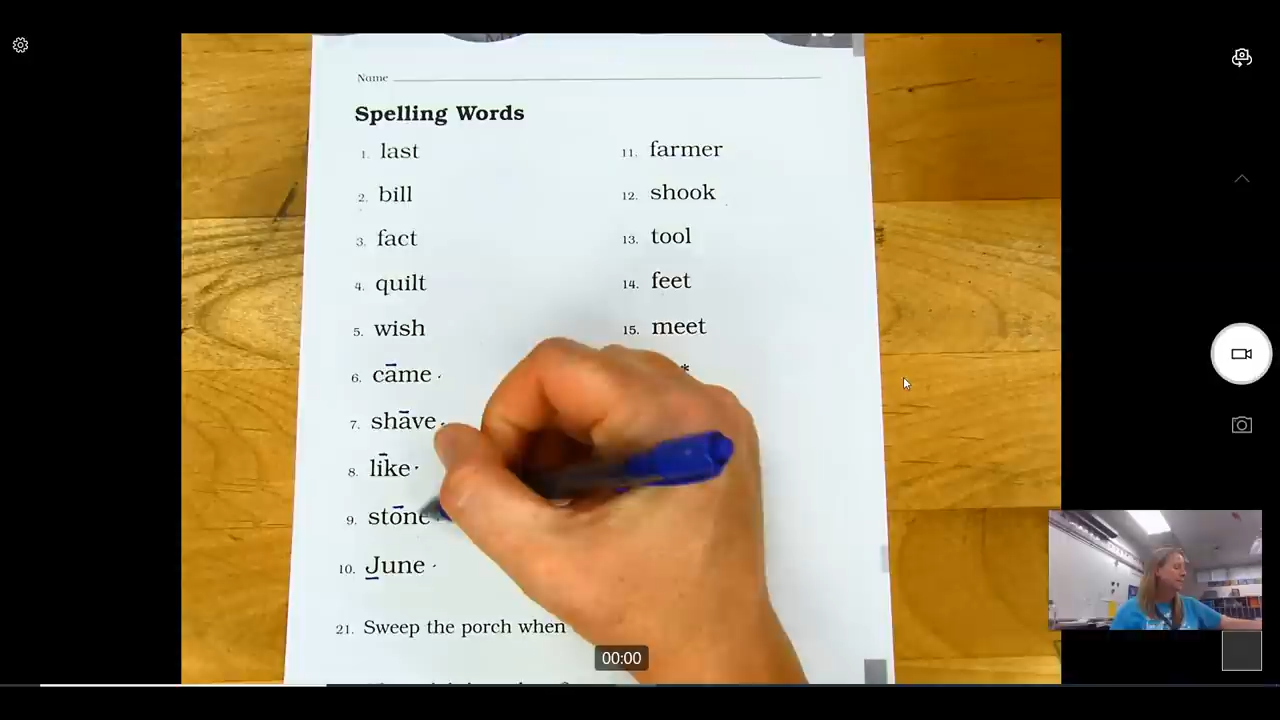 Name
Spelling Words
1. last
2. bill
3. fact
4. quilt
5. wish
6. cāme
7. shāve
8. līke
9. stōne
10. June
11. farmer
12. shook
13. tool
14. feet
15. meet
*
21. Sweep the porch when
00:00